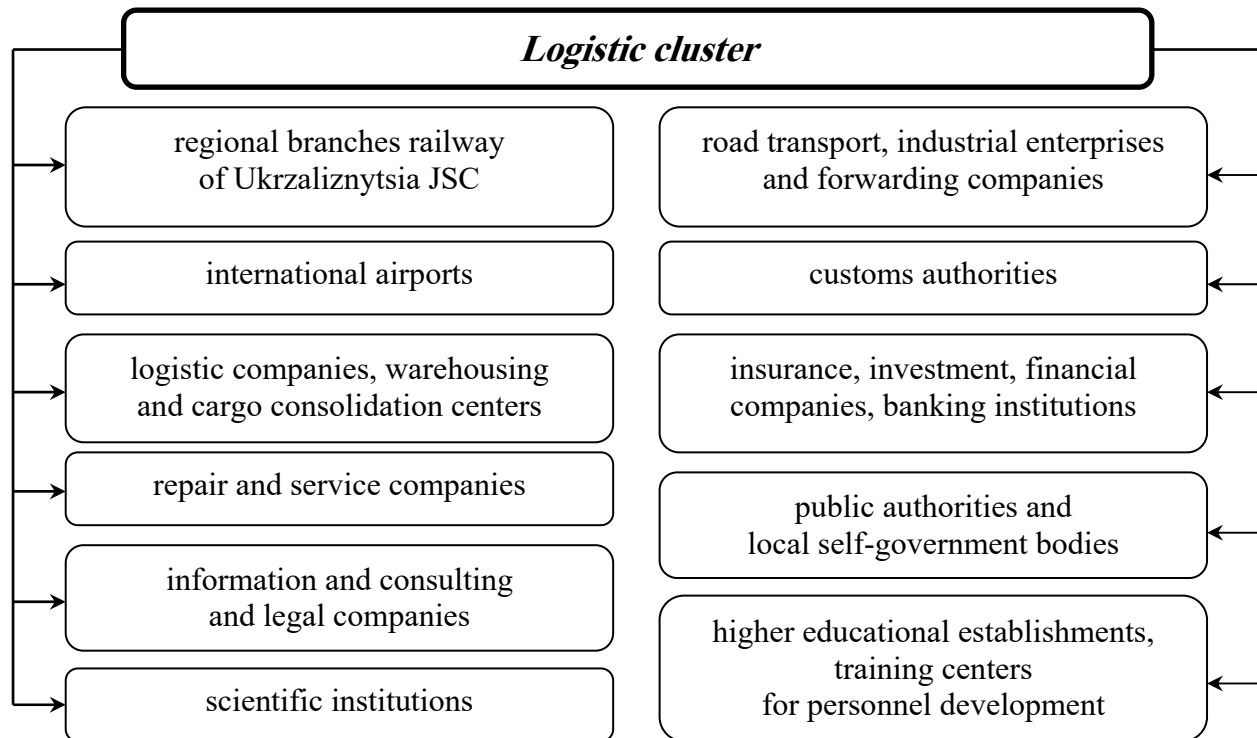 Logistic cluster
regional branches railway
of Ukrzaliznytsia JSC
international airports
logistic companies, warehousing
and cargo consolidation centers
repair and service companies
information and consulting
and legal companies
scientific institutions
road transport, industrial enterprises
and forwarding companies
customs authorities
insurance, investment, financial
companies, banking institutions
public authorities and
local self-government bodies
higher educational establishments,
training centers
for personnel development